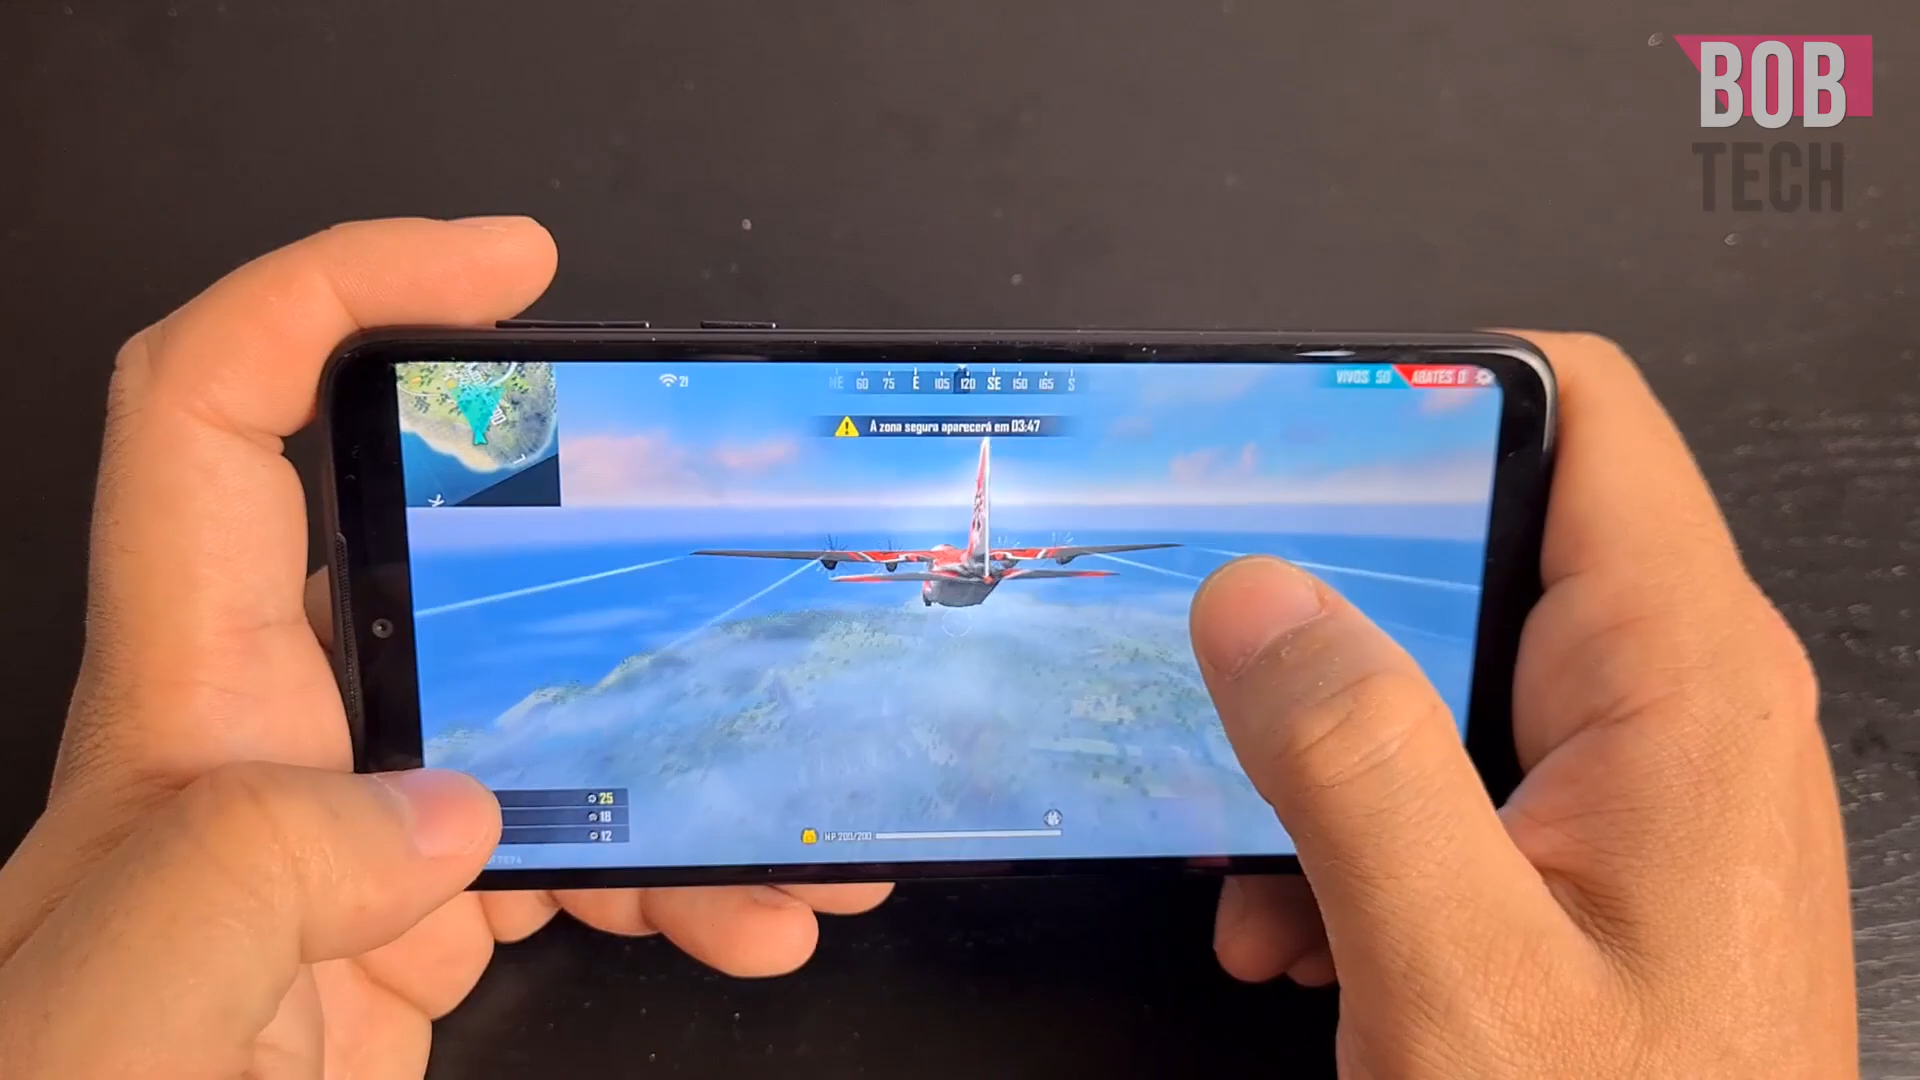 BOB
TECH
21
NE 60 75 E 105 120 SE 150 165 S
VIVOS 50 ABATES 0
A zona segura aparecerá em 03:47
25
18
12
HP 200/200